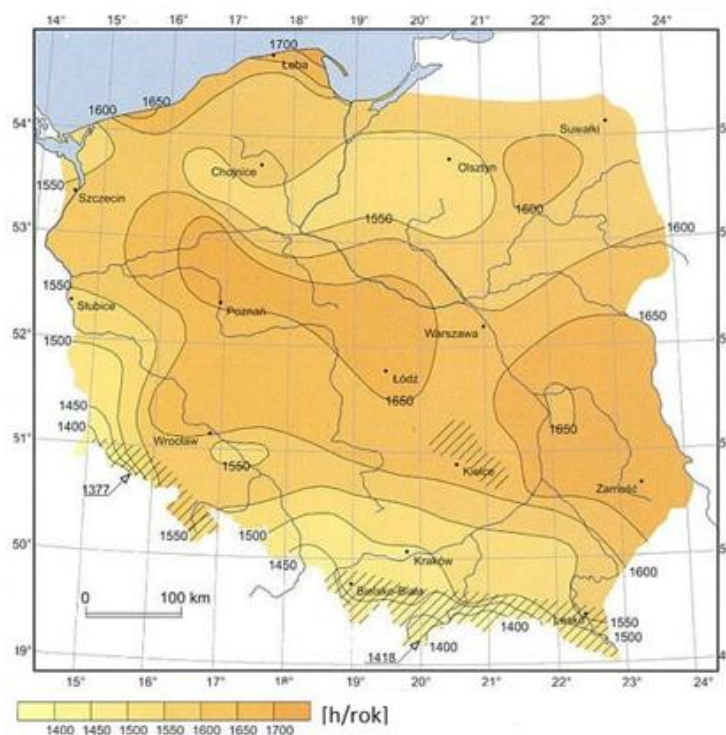 14° 15° 16° 17° 18° 19° 20° 21° 22° 23° 24°
1700
Łeba
1650
1600
54°
Suwałki
Chojnice
Olsztyn
1550
Szczecin
1550
1600
53°
1600
1550
Słubice
Poznań
1650
Warszawa
52°
1500
Łódź
1650
1450
1400
51°
Wrocław
1650
1550
Kielce
Zamość
1377
1550
1500
50°
1450
Kraków
1600
0 100 km
Bielsko-Biała
Lesko
1550
1400
1500
1400
1418
49°
15° 16° 17° 18° 19° 20° 21° 22° 23°
1400 1450 1500 1550 1600 1650 1700 [h/rok]